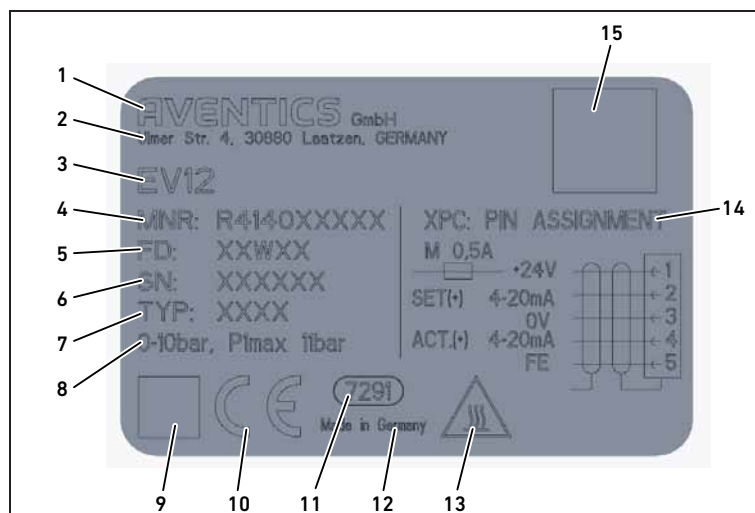 15
1
AVENTICS GmbH
2
Ulmer Str. 4, 30880 Laatzen, GERMANY
3
EV12
4
MNR: R4140XXXXX
XPC: PIN ASSIGNMENT
14
5
FD: XXWXX
M 0,5A
+24V
1
6
SN: XXXXXX
SET(+) 4-20mA
2
0V
3
7
TYP: XXXX
ACT.(+) 4-20mA
4
8
0-10bar, P1max 11bar
FE
5
CE
7291
Made in Germany
9
10
11
12
13